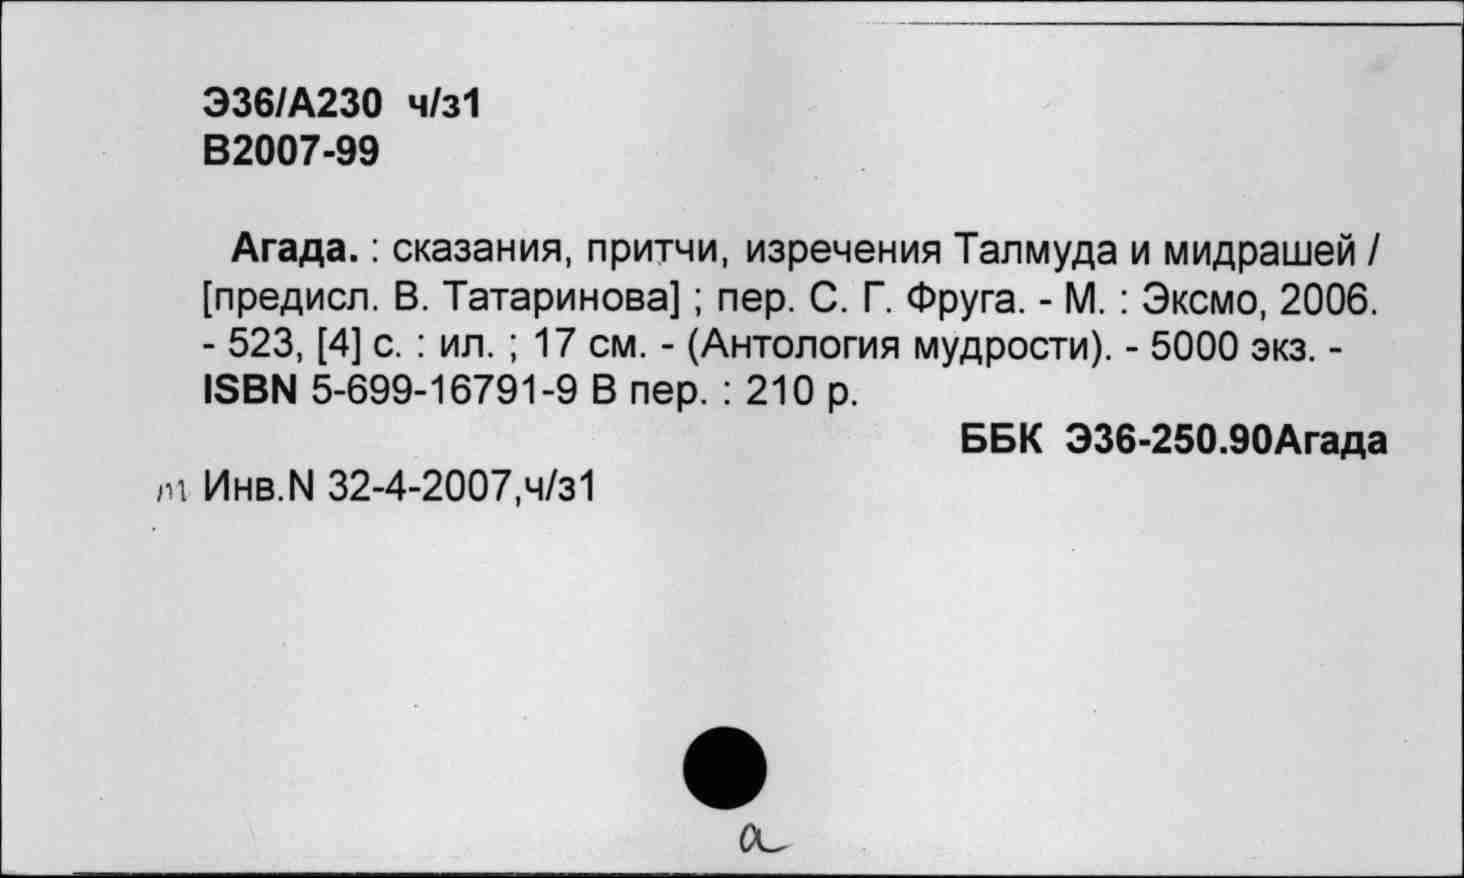 Э36/А230 ч/з1
В2007-99
Агада. : сказания, притчи, изречения Талмуда и мидрашей /
[предисл. В. Татаринова] ; пер. С. Г. Фруга. - М. : Эксмо, 2006.
- 523, [4] с. : ил. ; 17 см. - (Антология мудрости). - 5000 экз. -
ISBN 5-699-16791-9 В пер. : 210 р.
ББК Э36-250.90Агада
т Инв.N 32-4-2007,ч/з1
а